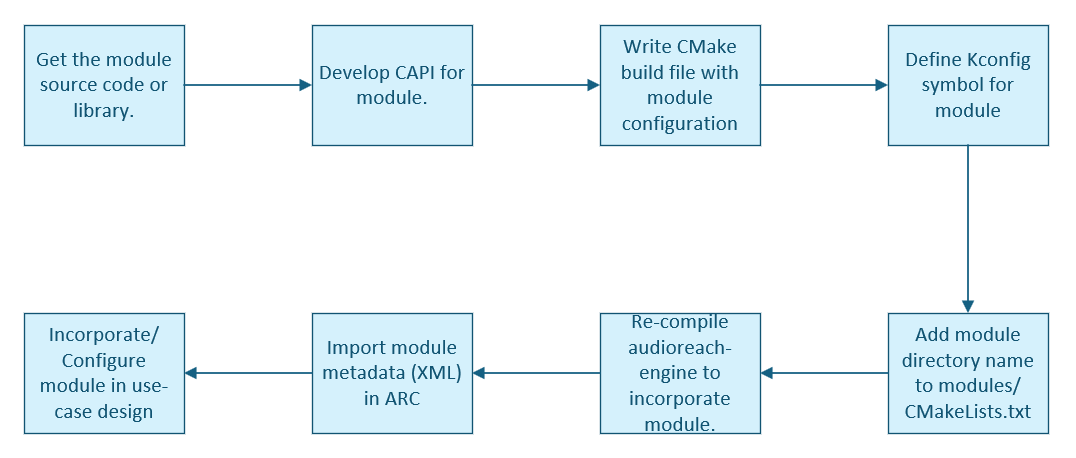 Get the module
source code or
library.
Develop CAPI for
module.
Write CMake
build file with
module
configuration
Define Kconfig
symbol for
module
Add module
directory name
to modules/
CMakeLists.txt
Re-compile
audioreach-
engine to
incorporate
module.
Import module
metadata (XML)
in ARC
Incorporate/
Configure
module in use-
case design